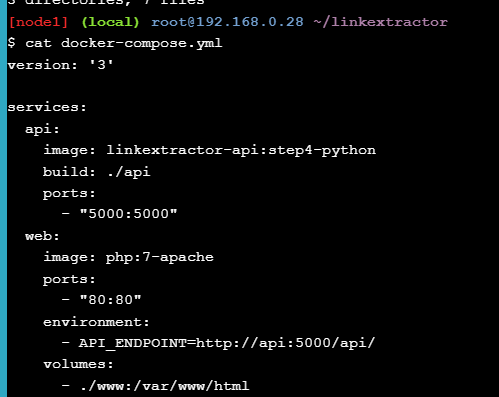 3 directories, 7 files
[node1] (local) root@192.168.0.28 ~/linkextractor
$ cat docker-compose.yml
version: '3'

services:
  api:
    image: linkextractor-api:step4-python
    build: ./api
    ports:
      - "5000:5000"
  web:
    image: php:7-apache
    ports:
      - "80:80"
    environment:
      - API_ENDPOINT=http://api:5000/api/
    volumes:
      - ./www:/var/www/html